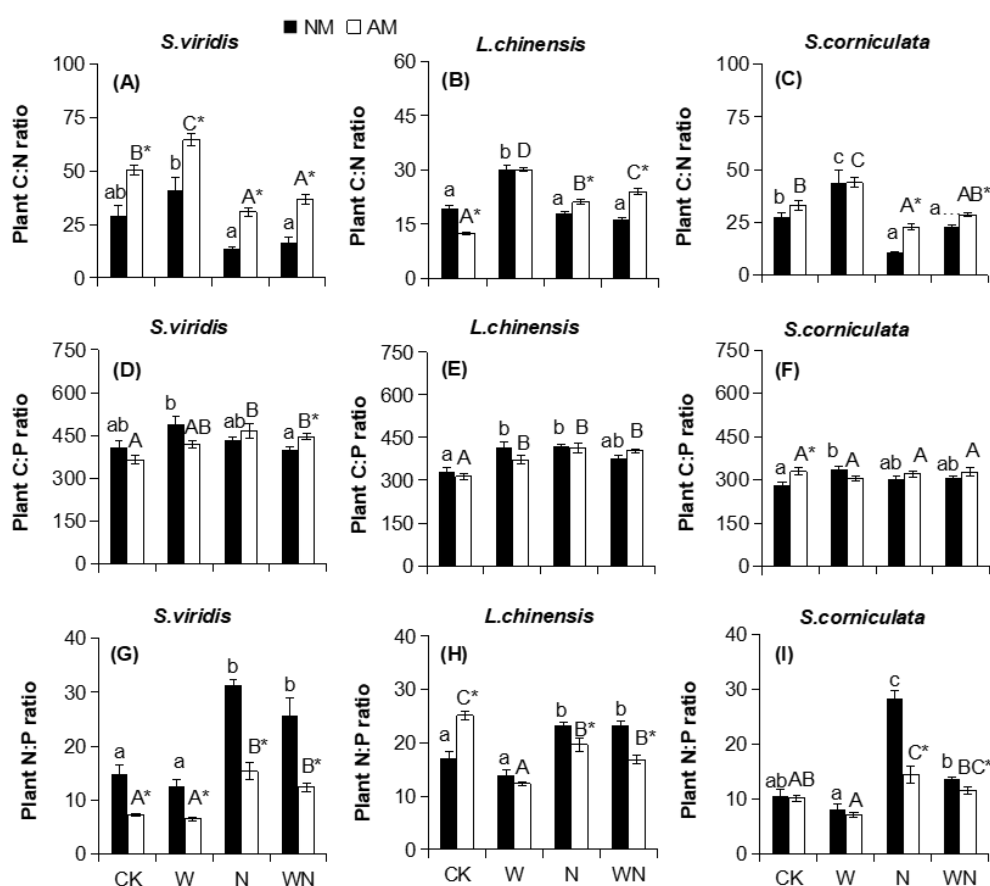 NM AM
S.viridis L.chinensis S.corniculata
(A)
Plant C:N ratio
100
75
50
25
0
ab B* b C* a A* a A*
(B)
Plant C:N ratio
60
45
30
15
0
a A* b D a B* a C*
(C)
Plant C:N ratio
100
75
50
25
0
b B c C a A* a AB*
S.viridis L.chinensis S.corniculata
(D)
Plant C:P ratio
750
600
450
300
150
0
ab A b AB ab B a B*
(E)
Plant C:P ratio
750
600
450
300
150
0
a A b B b B ab B
(F)
Plant C:P ratio
750
600
450
300
150
0
a A* b A ab A ab A
S.viridis L.chinensis S.corniculata
(G)
Plant N:P ratio
40
30
20
10
0
a A* a A* b B* b B*
CK W N WN
(H)
Plant N:P ratio
40
30
20
10
0
a C* a A b B* b B*
CK W N WN
(I)
Plant N:P ratio
40
30
20
10
0
ab AB a A c C* b BC*
CK W N WN